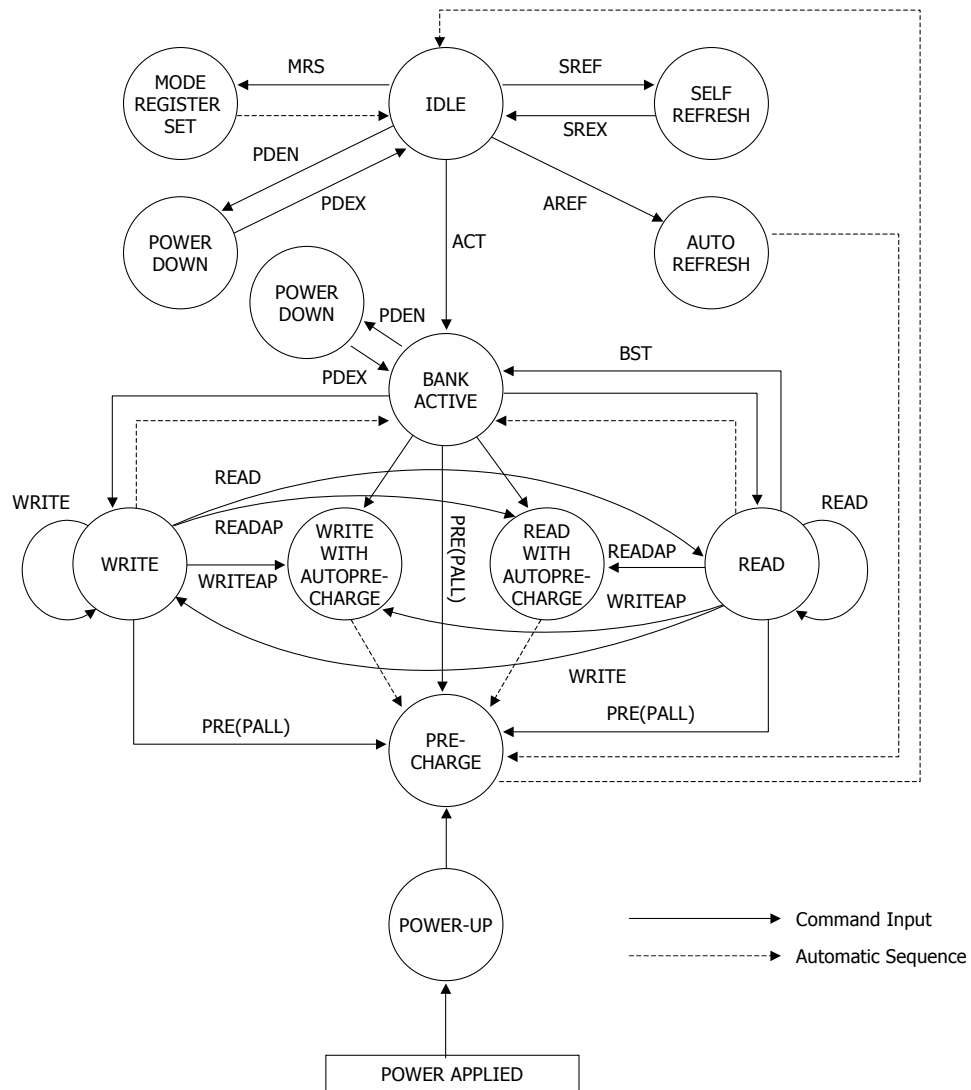 MRS
SREF
MODE
REGISTER
SET
IDLE
SELF
REFRESH
SREX
PDEN
PDEX
AREF
POWER
DOWN
ACT
AUTO
REFRESH
POWER
DOWN
PDEN
PDEX
BST
BANK
ACTIVE
WRITE
READ
READ
READAP
WRITE
WRITE
WITH
AUTOPRE-
CHARGE
WRITEAP
PRE(PALL)
READ
WITH
AUTOPRE-
CHARGE
READAP
READ
WRITEAP
WRITE
PRE(PALL)
PRE(PALL)
PRE-
CHARGE
POWER-UP
Command Input
Automatic Sequence
POWER APPLIED